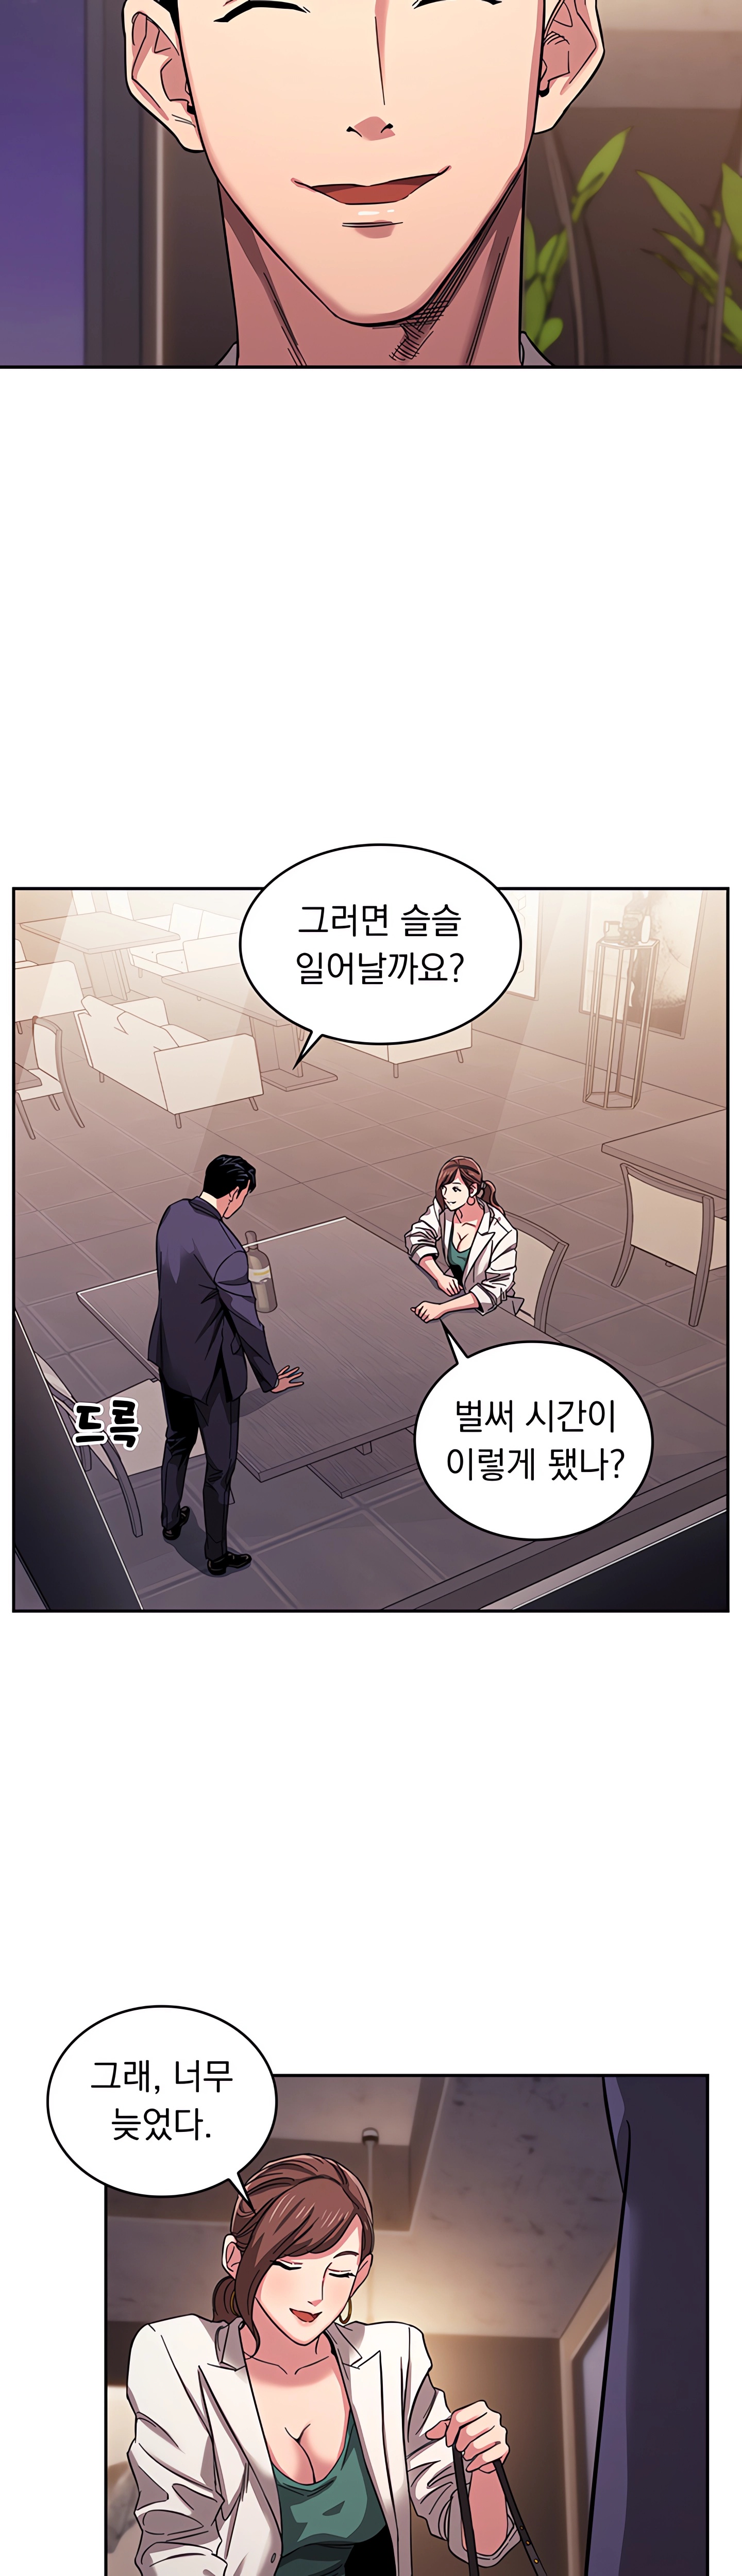 그러면 슬슬
일어날까요?
드륵
벌써 시간이
이렇게 됐나?
그래, 너무
늦었다.